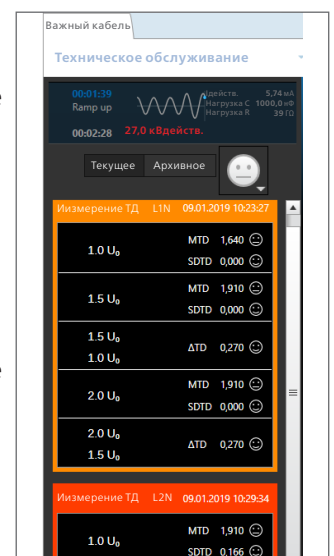 Важный кабель
Техническое обслуживание
00:01:39
Ramp up
00:02:28
27,0 кВдейств.
Iдейств. 5,74 мА
Нагрузка C 1000,0 нФ
Нагрузка R 39 ГΩ
Текущее Архивное
Иизмерение ТД L1N 09.01.2019 10:23:27
1.0 U₀
MTD 1,640
SDTD 0,000
1.5 U₀
MTD 1,910
SDTD 0,000
1.5 U₀
1.0 U₀
ΔTD 0,270
2.0 U₀
MTD 1,910
SDTD 0,000
2.0 U₀
1.5 U₀
ΔTD 0,270
Иизмерение ТД L2N 09.01.2019 10:29:34
1.0 U₀
MTD 1,910
SDTD 0,166
е
е